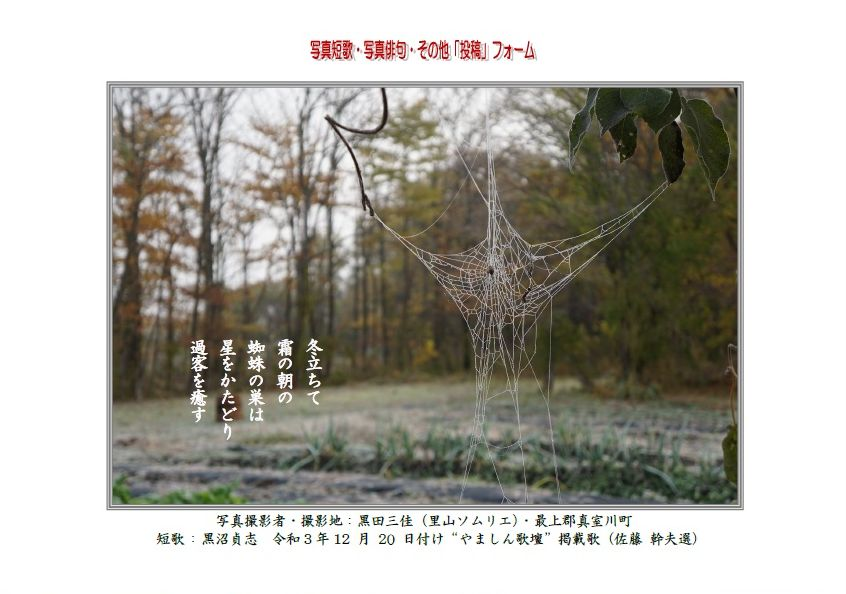 写真短歌・写真俳句・その他「投稿」フォーム
冬立ちて
霜の朝の
蜘蛛の巣は
星をかたどり
過客を癒す
写真撮影者・撮影地：黒田三佳（里山ソムリエ）・最上郡真室川町
短歌：黒沼貞志　令和３年12 月 20 日付け“やましん歌壇”掲載歌（佐藤 幹夫選）